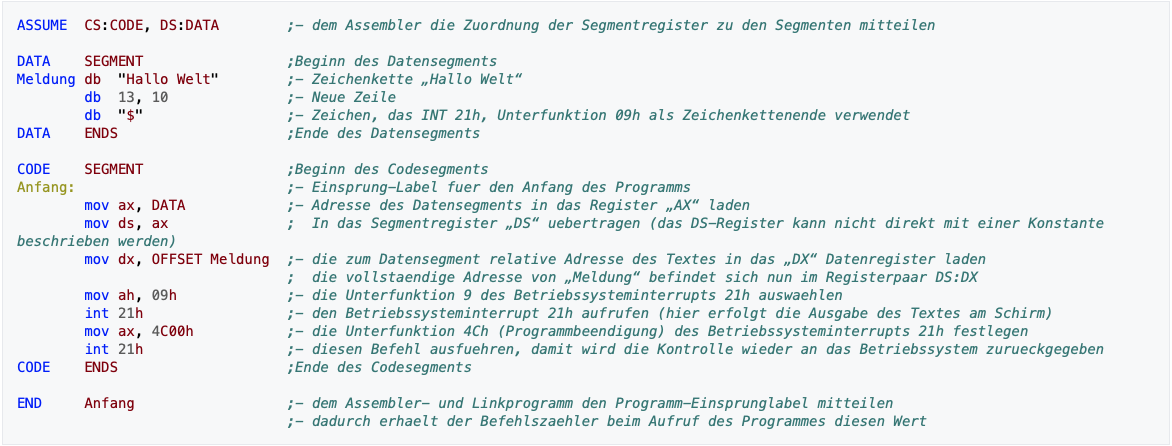 ASSUME  CS:CODE, DS:DATA        ;- dem Assembler die Zuordnung der Segmentregister zu den Segmenten mitteilen

DATA    SEGMENT                 ;Beginn des Datensegments
Meldung db  "Hallo Welt"        ;- Zeichenkette „Hallo Welt“
        db  13, 10              ;- Neue Zeile
        db  "$"                 ;- Zeichen, das INT 21h, Unterfunktion 09h als Zeichenkettenende verwendet
DATA    ENDS                    ;Ende des Datensegments

CODE    SEGMENT                 ;Beginn des Codesegments
Anfang:                         ;- Einsprung-Label fuer den Anfang des Programms
        mov ax, DATA            ;- Adresse des Datensegments in das Register „AX“ laden
        mov ds, ax              ;  In das Segmentregister „DS“ uebertragen (das DS-Register kann nicht direkt mit einer Konstante
beschrieben werden)
        mov dx, OFFSET Meldung  ;- die zum Datensegment relative Adresse des Textes in das „DX“ Datenregister laden
                                ;  die vollstaendige Adresse von „Meldung“ befindet sich nun im Registerpaar DS:DX
        mov ah, 09h             ;- die Unterfunktion 9 des Betriebssysteminterrupts 21h auswaehlen
        int 21h                 ;- den Betriebssysteminterrupt 21h aufrufen (hier erfolgt die Ausgabe des Textes am Schirm)
        mov ax, 4C00h           ;- die Unterfunktion 4Ch (Programmbeendigung) des Betriebssysteminterrupts 21h festlegen
        int 21h                 ;- diesen Befehl ausfuehren, damit wird die Kontrolle wieder an das Betriebssystem zurueckgegeben
CODE    ENDS                    ;Ende des Codesegments

END     Anfang                  ;- dem Assembler- und Linkprogramm den Programm-Einsprunglabel mitteilen
                                ;- dadurch erhaelt der Befehlszaehler beim Aufruf des Programmes diesen Wert